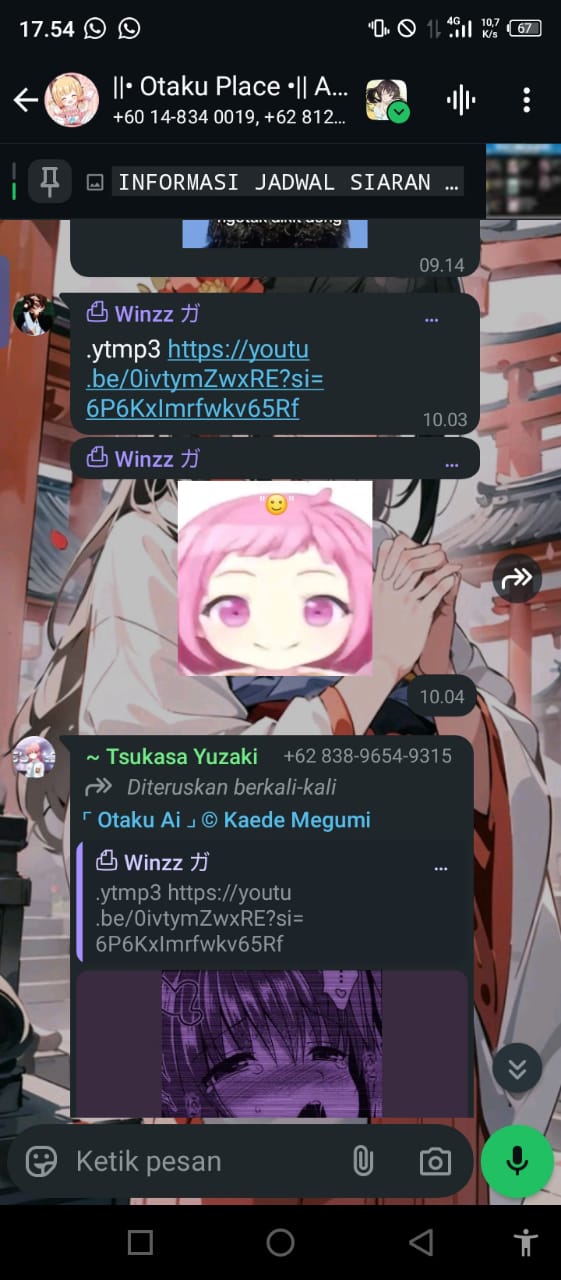 17.54
4G
10,7
K/s
67
||• Otaku Place •|| A...
+60 14-834 0019, +62 812...
INFORMASI JADWAL SIARAN ...
ngotak dikit dong
09.14
Winzz ガ
...
.ytmp3 https://youtu
.be/0ivtymZwxRE?si=
6P6KxImrfwkv65Rf
10.03
Winzz ガ
...
"🙂"
10.04
~ Tsukasa Yuzaki
+62 838-9654-9315
Diteruskan berkali-kali
「 Otaku Ai 」 © Kaede Megumi
Winzz ガ
...
.ytmp3 https://youtu
.be/0ivtymZwxRE?si=
6P6KxImrfwkv65Rf
Ketik pesan